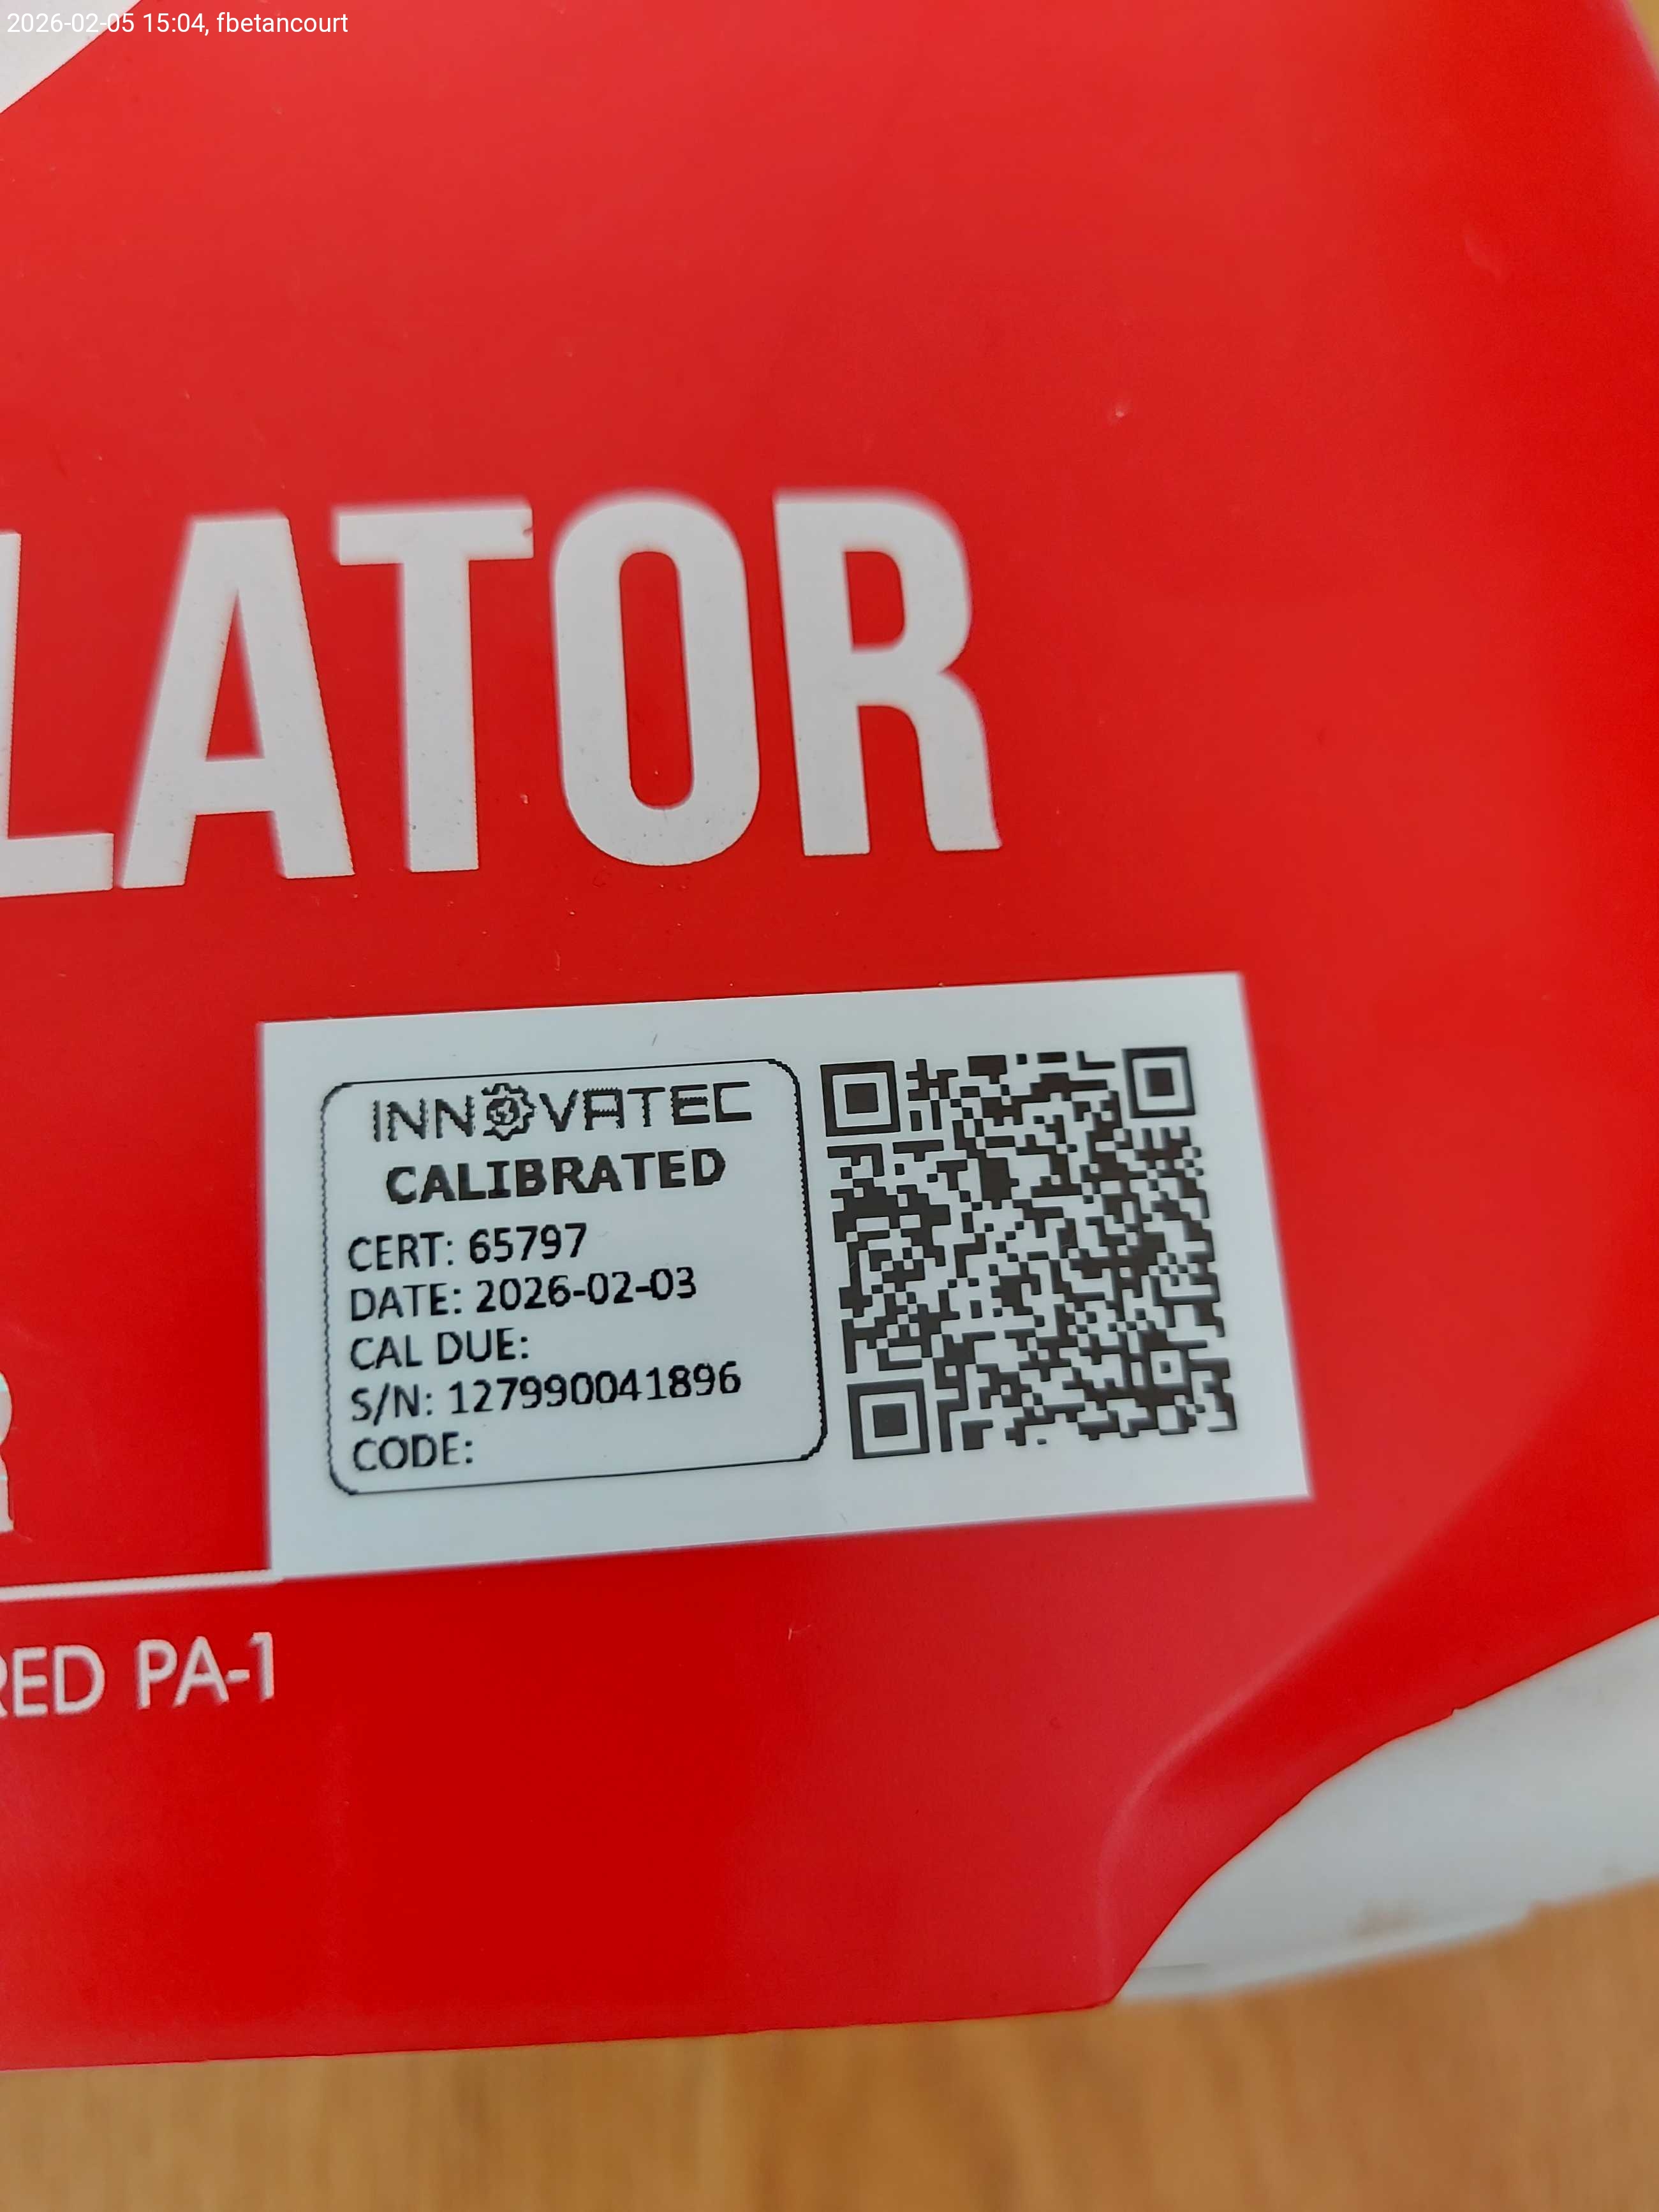 2026-02-05 15:04, fbetancourt
LATOR
INNOVATEC
CALIBRATED
CERT: 65797
DATE: 2026-02-03
CAL DUE:
S/N: 127990041896
CODE:
R
RED PA-1